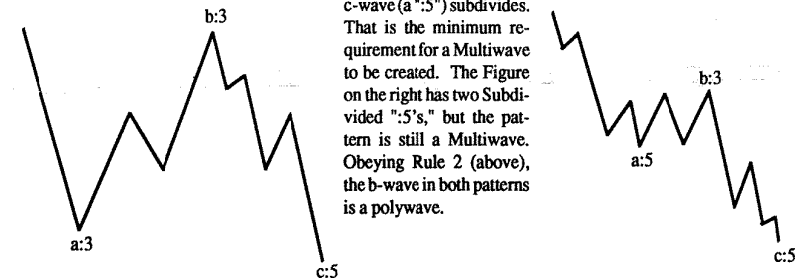 b:3
a:3
c:5
c-wave (a ":5") subdivides.
That is the minimum re-
quirement for a Multiwave
to be created. The Figure
on the right has two Subdi-
vided ":5's," but the pat-
tern is still a Multiwave.
Obeying Rule 2 (above),
the b-wave in both patterns
is a polywave.
b:3
a:5
c:5